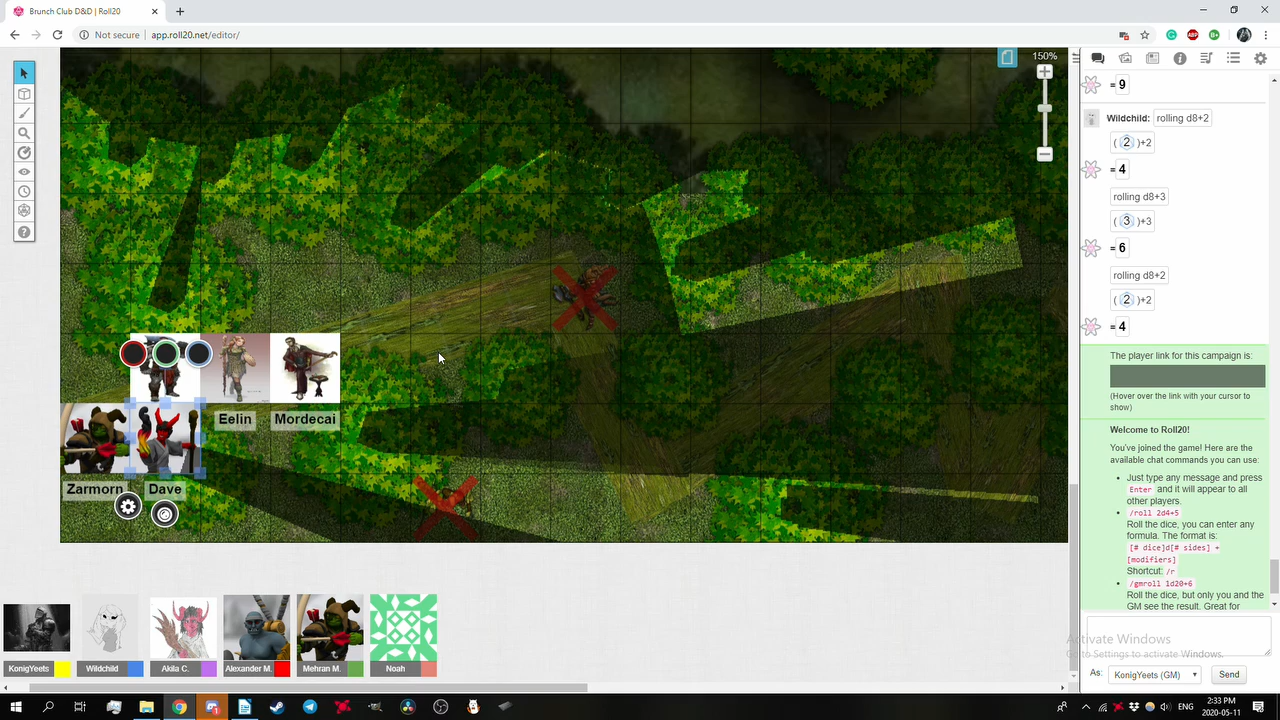 Brunch Club D&D | Roll20
Not secure
app.roll20.net/editor/
150%
= 9
Wildchild: rolling d8+2
( 2 )+2
= 4
rolling d8+3
( 3 )+3
= 6
rolling d8+2
( 2 )+2
= 4
The player link for this campaign is:
(Hover over the link with your cursor to
show)
Welcome to Roll20!
You've joined the game! Here are the
available chat commands you can use:
Just type any message and press
Enter and it will appear to all
other players.
/roll 2d4+5
Roll the dice, you can enter any
formula. The format is:
[# dice]d[# sides] +
[modifiers]
Shortcut: /r
/gmroll 1d20+6
Roll the dice, but only you and the
GM see the result. Great for
Eelin
Mordecai
Zarmorn
Dave
KonigYeets
Wildchild
Akila C.
Alexander M.
Mehran M.
Noah
Activate Windows
Go to Settings to activate Windows.
As:
KonigYeets (GM)
Send
2:33 PM
2020-05-11